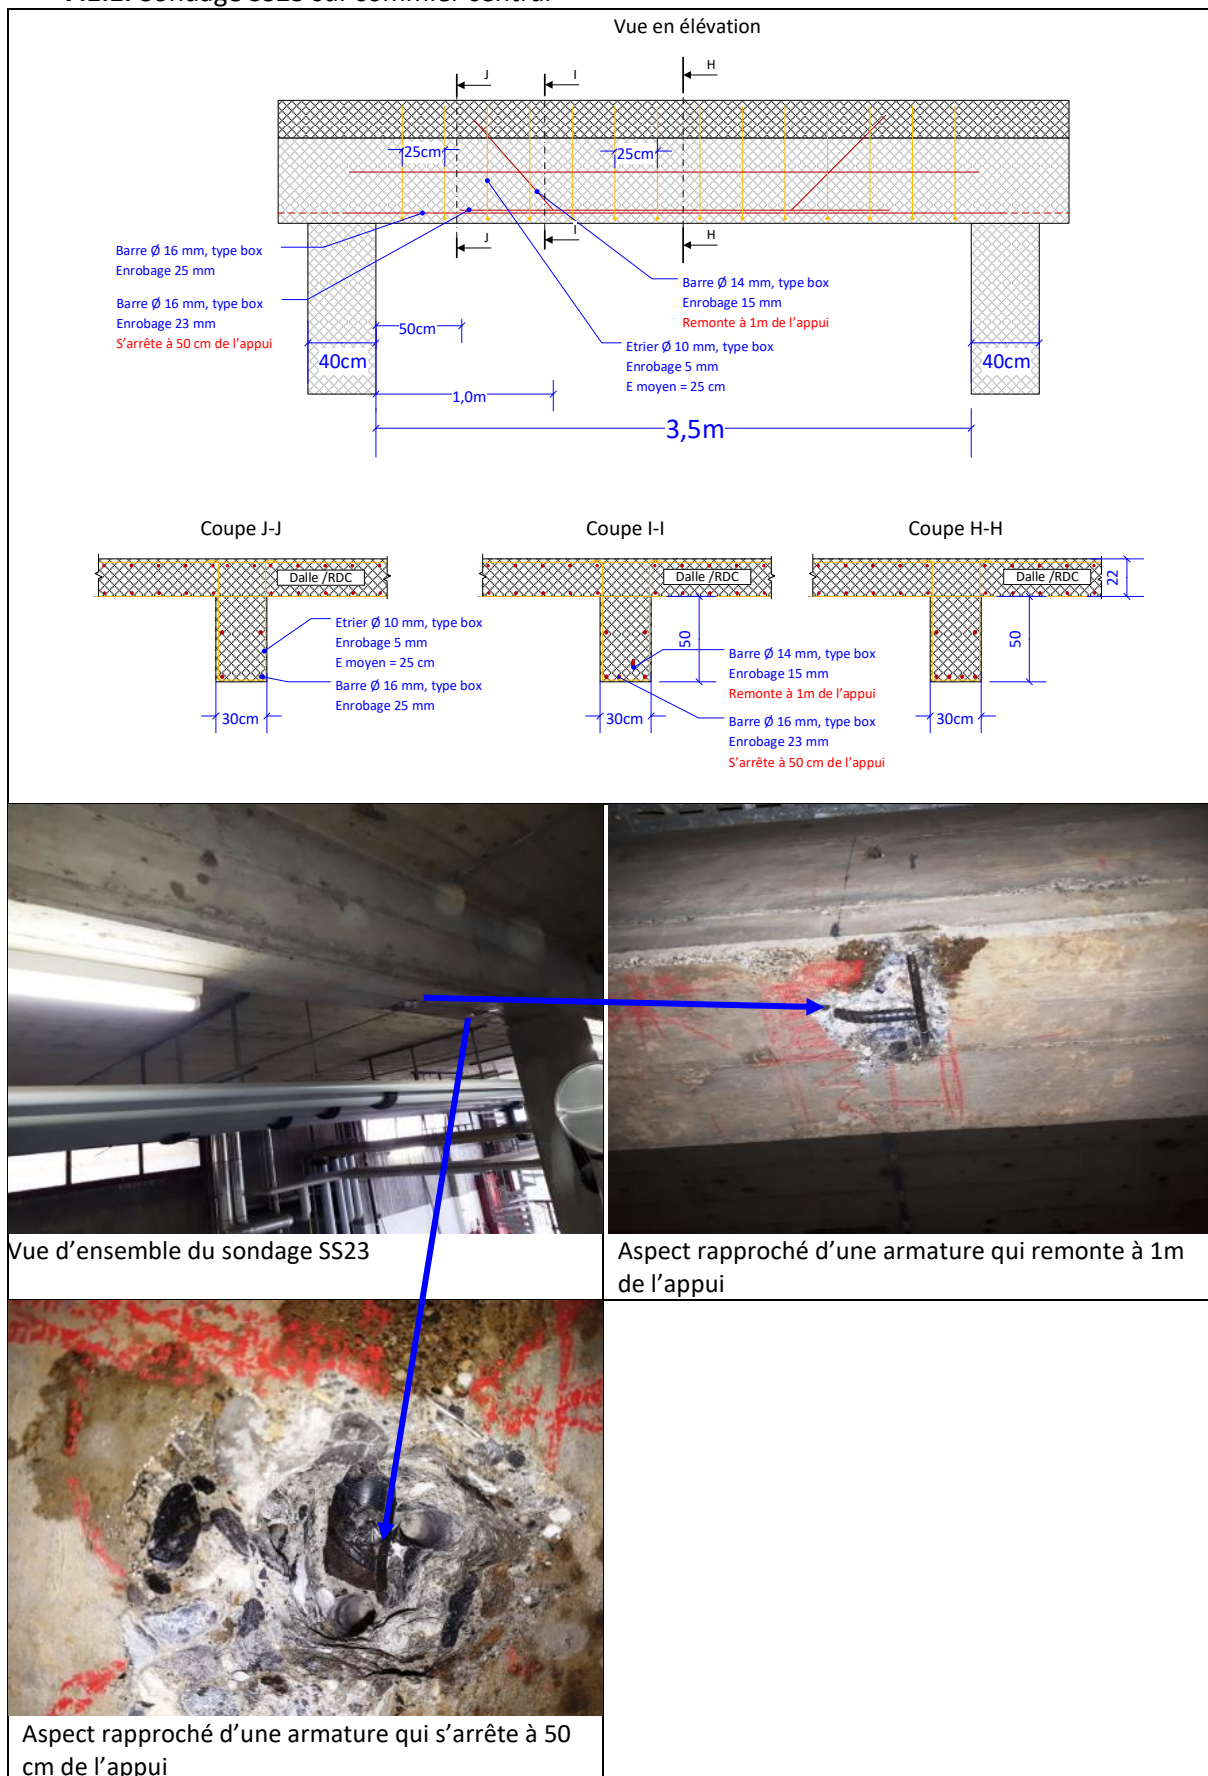 Vue en élévation
J
I
H
25cm
25cm
J
I
H
Barre Ø 16 mm, type box
Enrobage 25 mm
Barre Ø 16 mm, type box
Enrobage 23 mm
S'arrête à 50 cm de l'appui
Barre Ø 14 mm, type box
Enrobage 15 mm
Remonte à 1m de l'appui
Etrier Ø 10 mm, type box
Enrobage 5 mm
E moyen = 25 cm
50cm
40cm
40cm
1,0m
3,5m
Coupe J-J
Coupe I-I
Coupe H-H
Dalle /RDC
Dalle /RDC
Dalle /RDC
22
Etrier Ø 10 mm, type box
Enrobage 5 mm
E moyen = 25 cm
Barre Ø 16 mm, type box
Enrobage 25 mm
50
50
Barre Ø 14 mm, type box
Enrobage 15 mm
Remonte à 1m de l'appui
Barre Ø 16 mm, type box
Enrobage 23 mm
S'arrête à 50 cm de l'appui
30cm
30cm
30cm
Vue d'ensemble du sondage SS23
Aspect rapproché d'une armature qui remonte à 1m
de l'appui
Aspect rapproché d'une armature qui s'arrête à 50
cm de l'appui